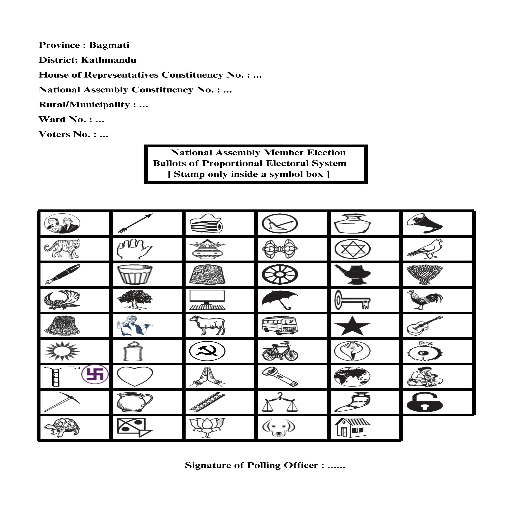 Province : Bagmati
District: Kathmandu
House of Representatives Constituency No. : ...
National Assembly Constituency No. : ...
Rural/Municipality : ...
Ward No. : ...
Voters No. : ...
National Assembly Member Election
Ballots of Proportional Electoral System
[ Stamp only inside a symbol box ]
Signature of Polling Officer : ......